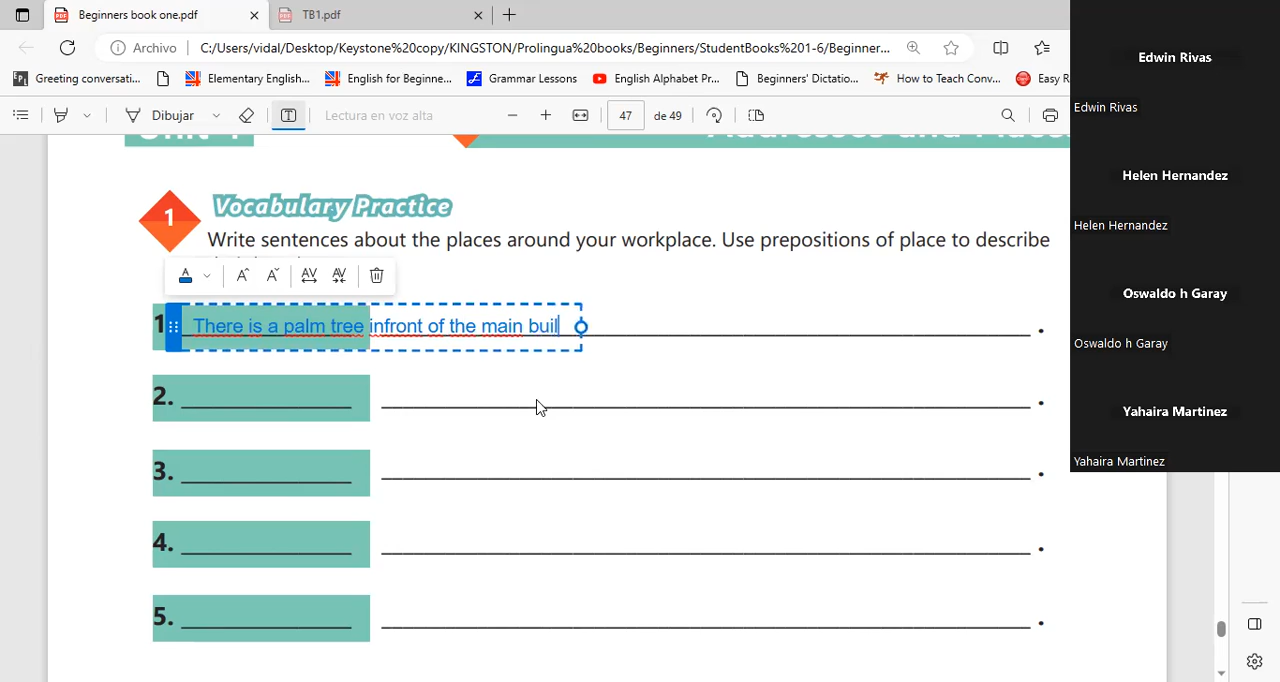 Beginners book one.pdf
TB1.pdf
Archivo
C:/Users/vidal/Desktop/Keystone%20copy/KINGSTON/Prolingua%20books/Beginners/StudentBooks%201-6/Beginner...
Greeting conversati...
Elementary English...
English for Beginne...
Grammar Lessons
English Alphabet Pr...
Beginners' Dictatio...
How to Teach Conv...
Easy R
Dibujar
Lectura en voz alta
47
de 49
1
Vocabulary Practice
Write sentences about the places around your workplace. Use prepositions of place to describe
1 There is a palm tree infront of the main buil .
2. .
3. .
4. .
5. .
Edwin Rivas
Edwin Rivas
Helen Hernandez
Helen Hernandez
Oswaldo h Garay
Oswaldo h Garay
Yahaira Martinez
Yahaira Martinez